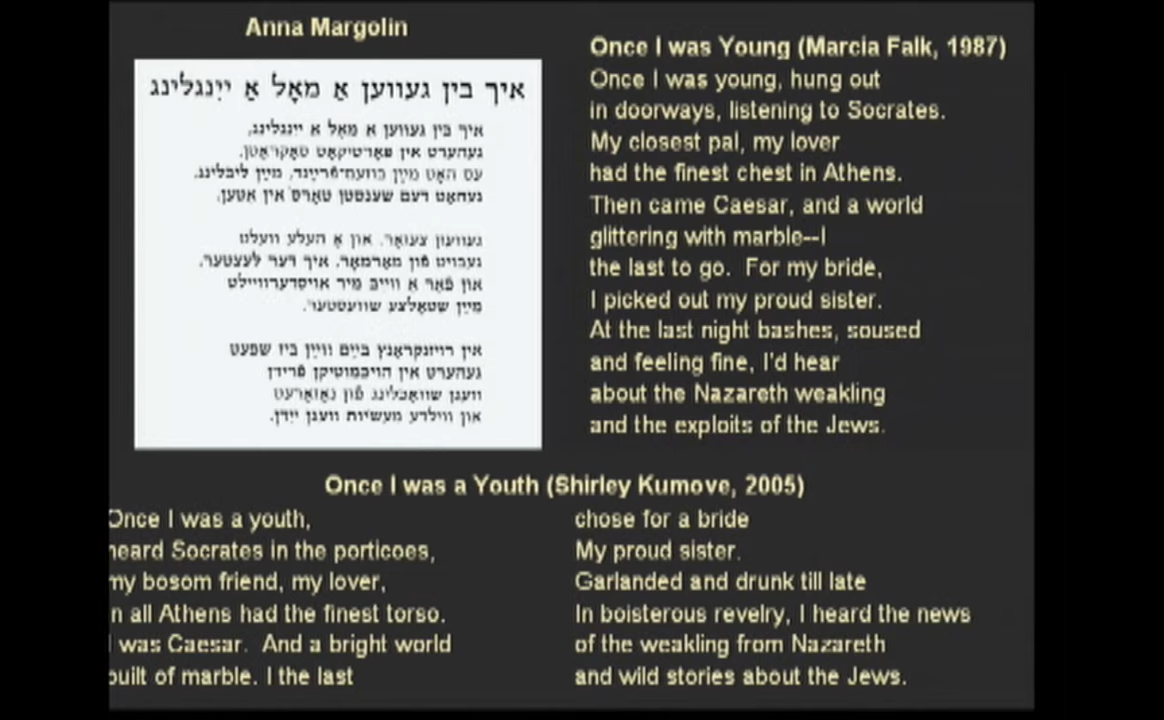 Anna Margolin
איך בין געווען אַ מאָל אַ ייִנגלינג
איך בין געווען אַ מאָל אַ ייִנגלינג,
געהערט אין פּאָרטיקאָס סאָקראַטן,
עס האָט מײַן בוזעם־פֿרײַנד, מײַן ליבלינג,
געהאַט דעם שענסטן טאָרס אין אַטען.
געווען צעזאַר. און אַ העלע וועלט
געבויט פֿון מאַרמאָר, איך דער לעצטער,
און פֿאַר אַ ווײַב מיר אויסדערוויילט
מײַן שטאָלצע שוועסטער.
אין רויזנקראַנץ בײַם ווײַן ביז שפּעט
געהערט אין הויכמוטיקן פֿרידן
וועגן שוואַכלינג פֿון נאַזאַרעט
און ווילדע מעשׂיות וועגן ייִדן.
Once I was Young (Marcia Falk, 1987)
Once I was young, hung out
in doorways, listening to Socrates.
My closest pal, my lover
had the finest chest in Athens.
Then came Caesar, and a world
glittering with marble--I
the last to go.  For my bride,
I picked out my proud sister.
At the last night bashes, soused
and feeling fine, I'd hear
about the Nazareth weakling
and the exploits of the Jews.
Once I was a Youth (Shirley Kumove, 2005)
Once I was a youth,
heard Socrates in the porticoes,
my bosom friend, my lover,
n all Athens had the finest torso.
I was Caesar.  And a bright world
built of marble. I the last
chose for a bride
My proud sister.
Garlanded and drunk till late
In boisterous revelry, I heard the news
of the weakling from Nazareth
and wild stories about the Jews.